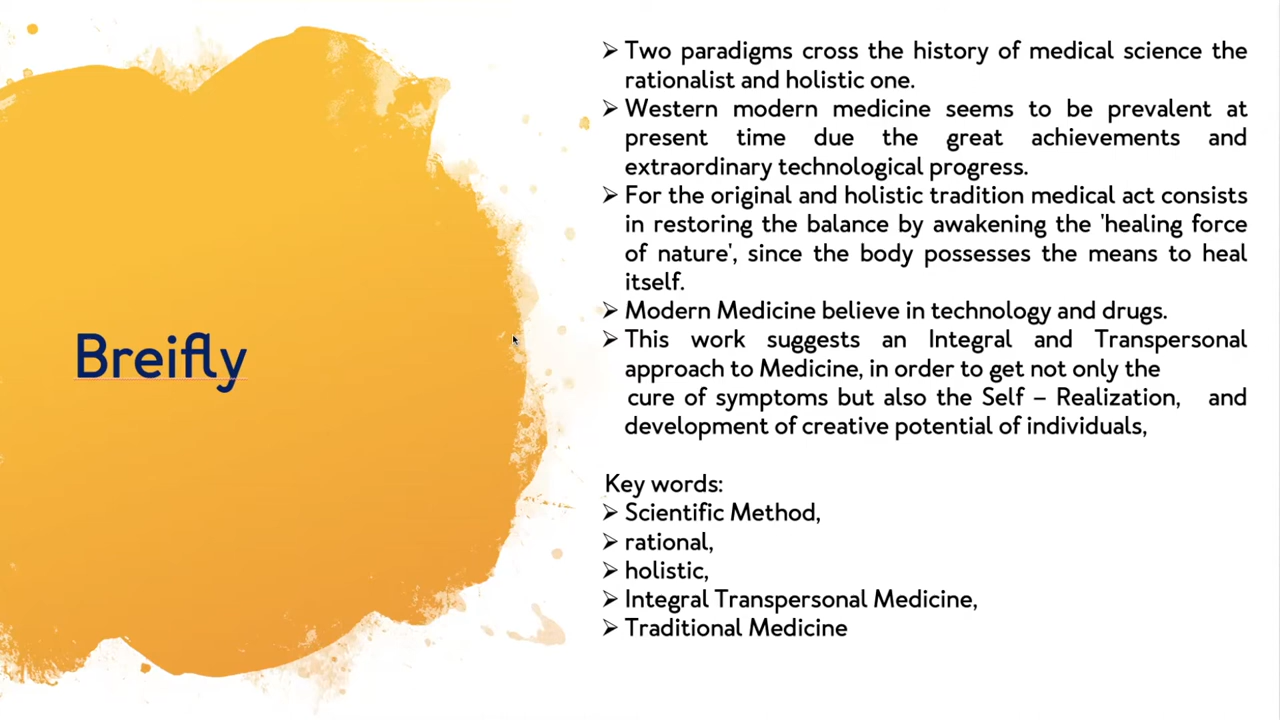 Breifly
➢ Two paradigms cross the history of medical science the
rationalist and holistic one.
➢ Western modern medicine seems to be prevalent at
present time due the great achievements and
extraordinary technological progress.
➢ For the original and holistic tradition medical act consists
in restoring the balance by awakening the 'healing force
of nature', since the body possesses the means to heal
itself.
➢ Modern Medicine believe in technology and drugs.
➢ This work suggests an Integral and Transpersonal
approach to Medicine, in order to get not only the
cure of symptoms but also the Self – Realization, and
development of creative potential of individuals,
Key words:
➢ Scientific Method,
➢ rational,
➢ holistic,
➢ Integral Transpersonal Medicine,
➢ Traditional Medicine